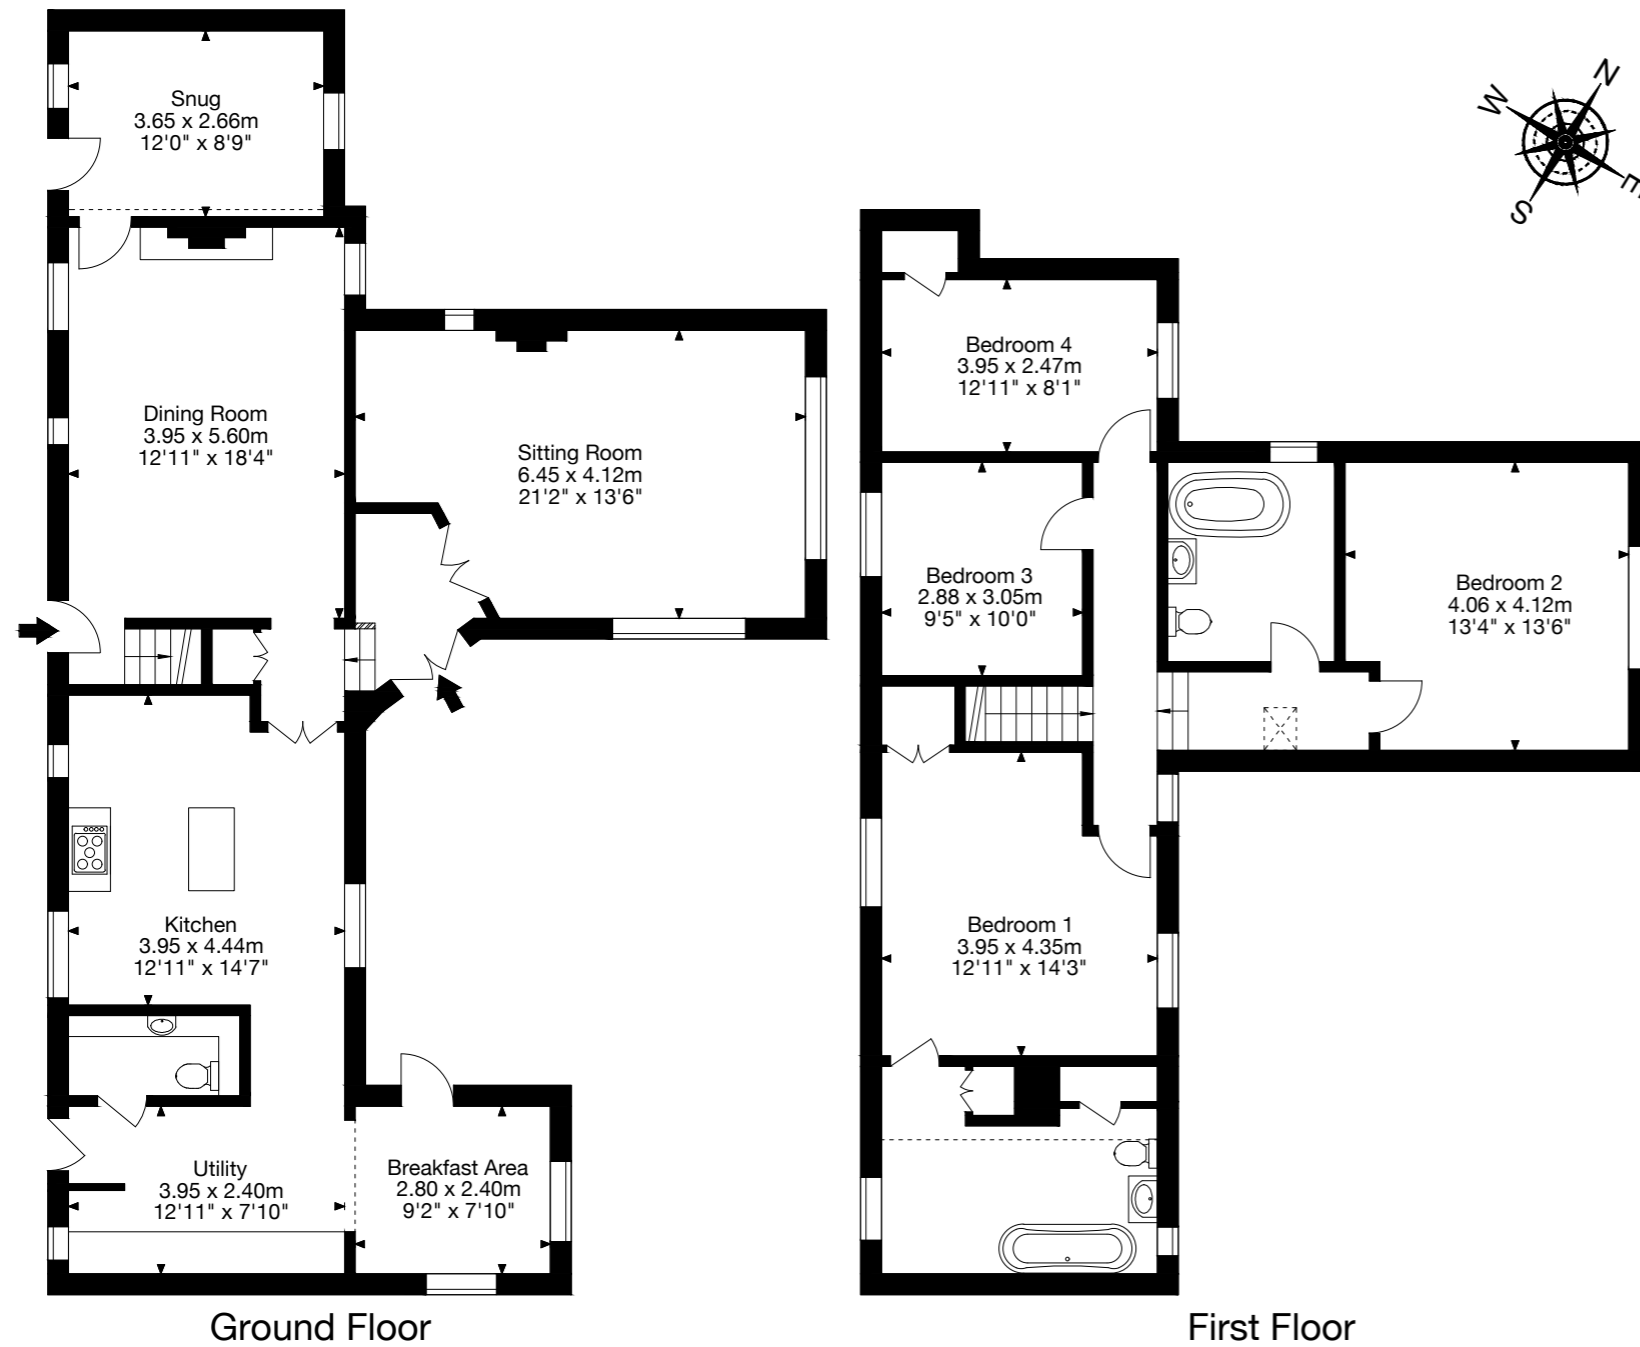 Snug
3.65 x 2.66m
12'0" x 8'9"
Dining Room
3.95 x 5.60m
12'11" x 18'4"
Sitting Room
6.45 x 4.12m
21'2" x 13'6"
Kitchen
3.95 x 4.44m
12'11" x 14'7"
Utility
3.95 x 2.40m
12'11" x 7'10"
Breakfast Area
2.80 x 2.40m
9'2" x 7'10"
Ground Floor
N
W
E
S
Bedroom 4
3.95 x 2.47m
12'11" x 8'1"
Bedroom 3
2.88 x 3.05m
9'5" x 10'0"
Bedroom 2
4.06 x 4.12m
13'4" x 13'6"
Bedroom 1
3.95 x 4.35m
12'11" x 14'3"
First Floor